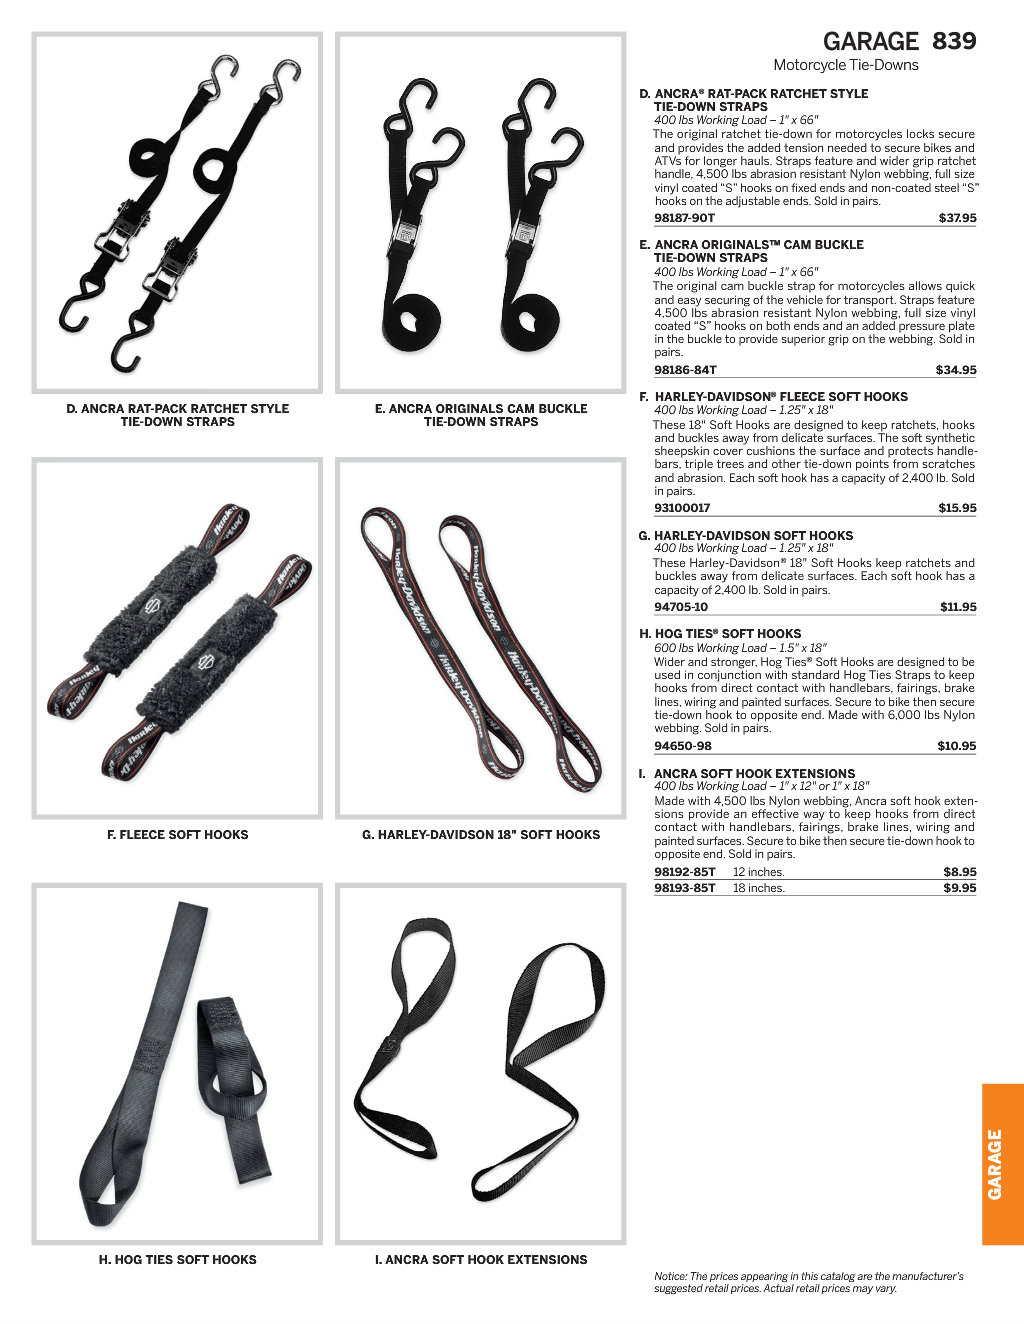 GARAGE 839
Motorcycle Tie-Downs
D. ANCRA® RAT-PACK RATCHET STYLE
TIE-DOWN STRAPS
400 lbs Working Load – 1" x 66"
The original ratchet tie-down for motorcycles locks secure
and provides the added tension needed to secure bikes and
ATVs for longer hauls. Straps feature and wider grip ratchet
handle, 4,500 lbs abrasion resistant Nylon webbing, full size
vinyl coated “S” hooks on fixed ends and non-coated steel “S”
hooks on the adjustable ends. Sold in pairs.
98187-90T $37.95
E. ANCRA ORIGINALS™ CAM BUCKLE
TIE-DOWN STRAPS
400 lbs Working Load – 1" x 66"
The original cam buckle strap for motorcycles allows quick
and easy securing of the vehicle for transport. Straps feature
4,500 lbs abrasion resistant Nylon webbing, full size vinyl
coated “S” hooks on both ends and an added pressure plate
in the buckle to provide superior grip on the webbing. Sold in
pairs.
98186-84T $34.95
F. HARLEY-DAVIDSON® FLEECE SOFT HOOKS
400 lbs Working Load – 1.25" x 18"
These 18" Soft Hooks are designed to keep ratchets, hooks
and buckles away from delicate surfaces. The soft synthetic
sheepskin cover cushions the surface and protects handle-
bars, triple trees and other tie-down points from scratches
and abrasion. Each soft hook has a capacity of 2,400 lb. Sold
in pairs.
93100017 $15.95
G. HARLEY-DAVIDSON SOFT HOOKS
400 lbs Working Load – 1.25" x 18"
These Harley-Davidson® 18" Soft Hooks keep ratchets and
buckles away from delicate surfaces. Each soft hook has a
capacity of 2,400 lb. Sold in pairs.
94705-10 $11.95
H. HOG TIES® SOFT HOOKS
600 lbs Working Load – 1.5" x 18"
Wider and stronger, Hog Ties® Soft Hooks are designed to be
used in conjunction with standard Hog Ties Straps to keep
hooks from direct contact with handlebars, fairings, brake
lines, wiring and painted surfaces. Secure to bike then secure
tie-down hook to opposite end. Made with 6,000 lbs Nylon
webbing. Sold in pairs.
94650-98 $10.95
I. ANCRA SOFT HOOK EXTENSIONS
400 lbs Working Load – 1" x 12" or 1" x 18"
Made with 4,500 lbs Nylon webbing, Ancra soft hook exten-
sions provide an effective way to keep hooks from direct
contact with handlebars, fairings, brake lines, wiring and
painted surfaces. Secure to bike then secure tie-down hook to
opposite end. Sold in pairs.
98192-85T 12 inches. $8.95
98193-85T 18 inches. $9.95
D. ANCRA RAT-PACK RATCHET STYLE
TIE-DOWN STRAPS
E. ANCRA ORIGINALS CAM BUCKLE
TIE-DOWN STRAPS
Harley-Davidson
Harley-Davidson
Harley-Davidson
Harley-Davidson
F. FLEECE SOFT HOOKS
G. HARLEY-DAVIDSON 18" SOFT HOOKS
H. HOG TIES SOFT HOOKS
I. ANCRA SOFT HOOK EXTENSIONS
GARAGE
Notice: The prices appearing in this catalog are the manufacturer's
suggested retail prices. Actual retail prices may vary.